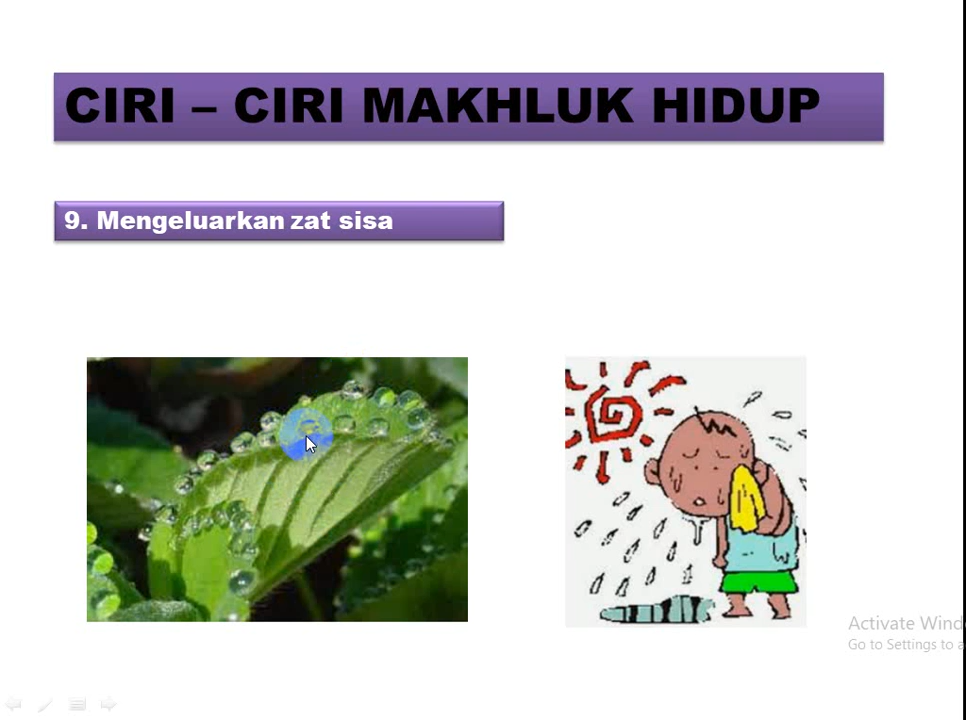 CIRI – CIRI MAKHLUK HIDUP
9. Mengeluarkan zat sisa
Activate Wind
Go to Settings to a